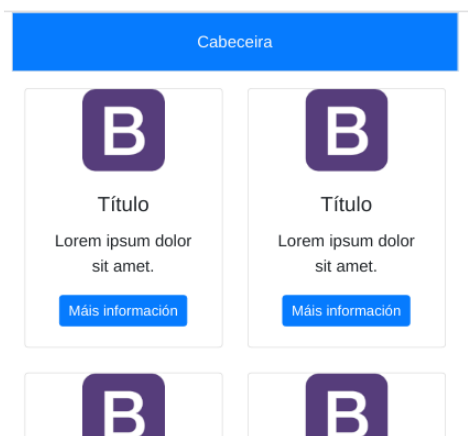 Cabeceira
B
B
Título
Título
Lorem ipsum dolor
sit amet.
Lorem ipsum dolor
sit amet.
Máis información
Máis información
B
B